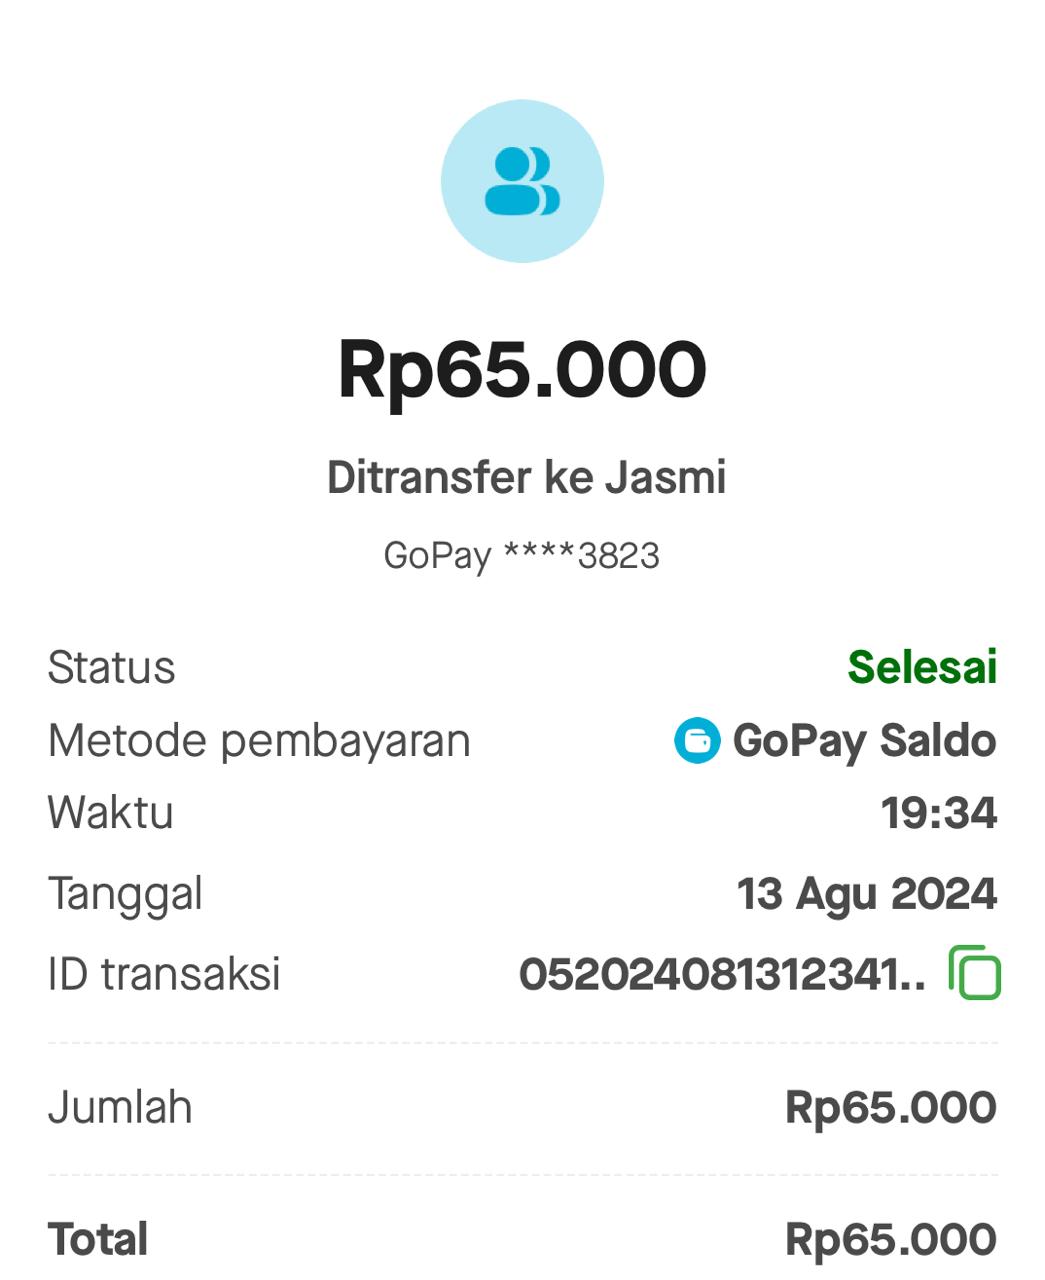 Rp65.000
Ditransfer ke Jasmi
GoPay ****3823
Status Selesai
Metode pembayaran GoPay Saldo
Waktu 19:34
Tanggal 13 Agu 2024
ID transaksi 052024081312341..
Jumlah Rp65.000
Total Rp65.000